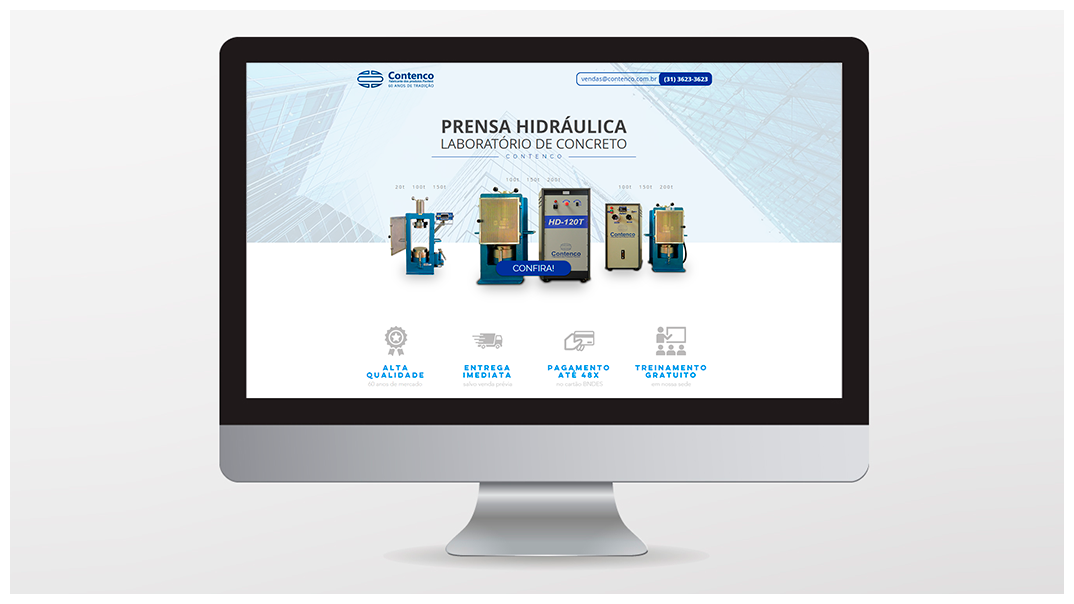 Contenco
60 ANOS DE TRADIÇÃO
vendas@contenco.com.br (31) 3623-3623
PRENSA HIDRÁULICA
LABORATÓRIO DE CONCRETO
CONTENCO
20t 100t 150t
100t 150t 200t
100t 150t 200t
HD-120T
Contenco
Contenco
CONFIRA!
ALTA
QUALIDADE
60 anos de mercado
ENTREGA
IMEDIATA
salvo venda prévia
PAGAMENTO
ATÉ 48X
no cartão BNDES
TREINAMENTO
GRATUITO
em nossa sede